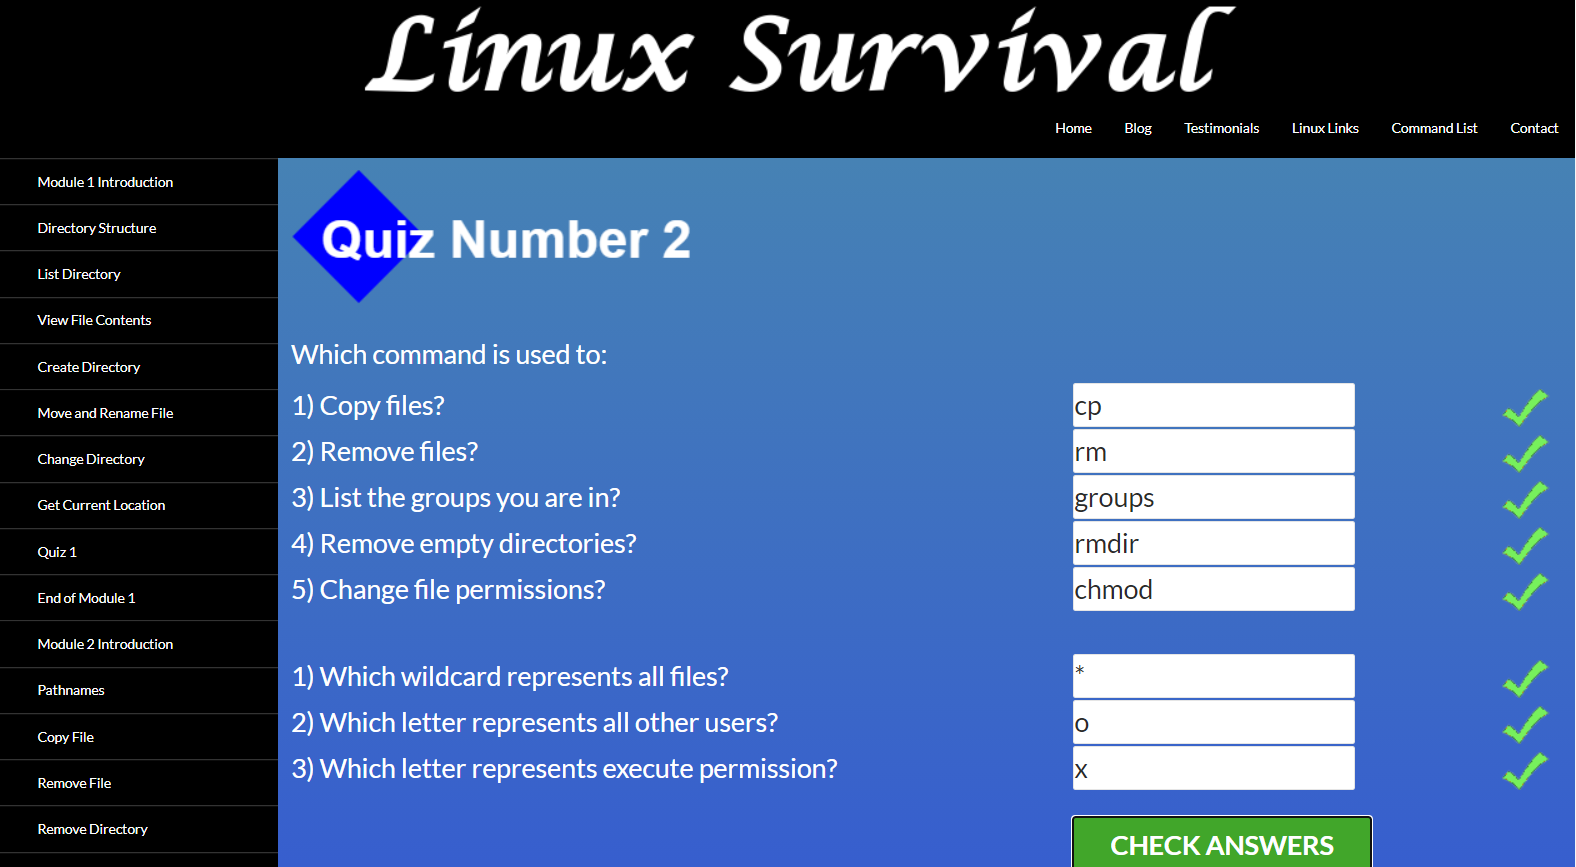 Linux Survival
Home Blog Testimonials Linux Links Command List Contact
Module 1 Introduction
Directory Structure
List Directory
View File Contents
Create Directory
Move and Rename File
Change Directory
Get Current Location
Quiz 1
End of Module 1
Module 2 Introduction
Pathnames
Copy File
Remove File
Remove Directory
Quiz Number 2
Which command is used to:
1) Copy files? cp
2) Remove files? rm
3) List the groups you are in? groups
4) Remove empty directories? rmdir
5) Change file permissions? chmod
1) Which wildcard represents all files? *
2) Which letter represents all other users? o
3) Which letter represents execute permission? x
CHECK ANSWERS